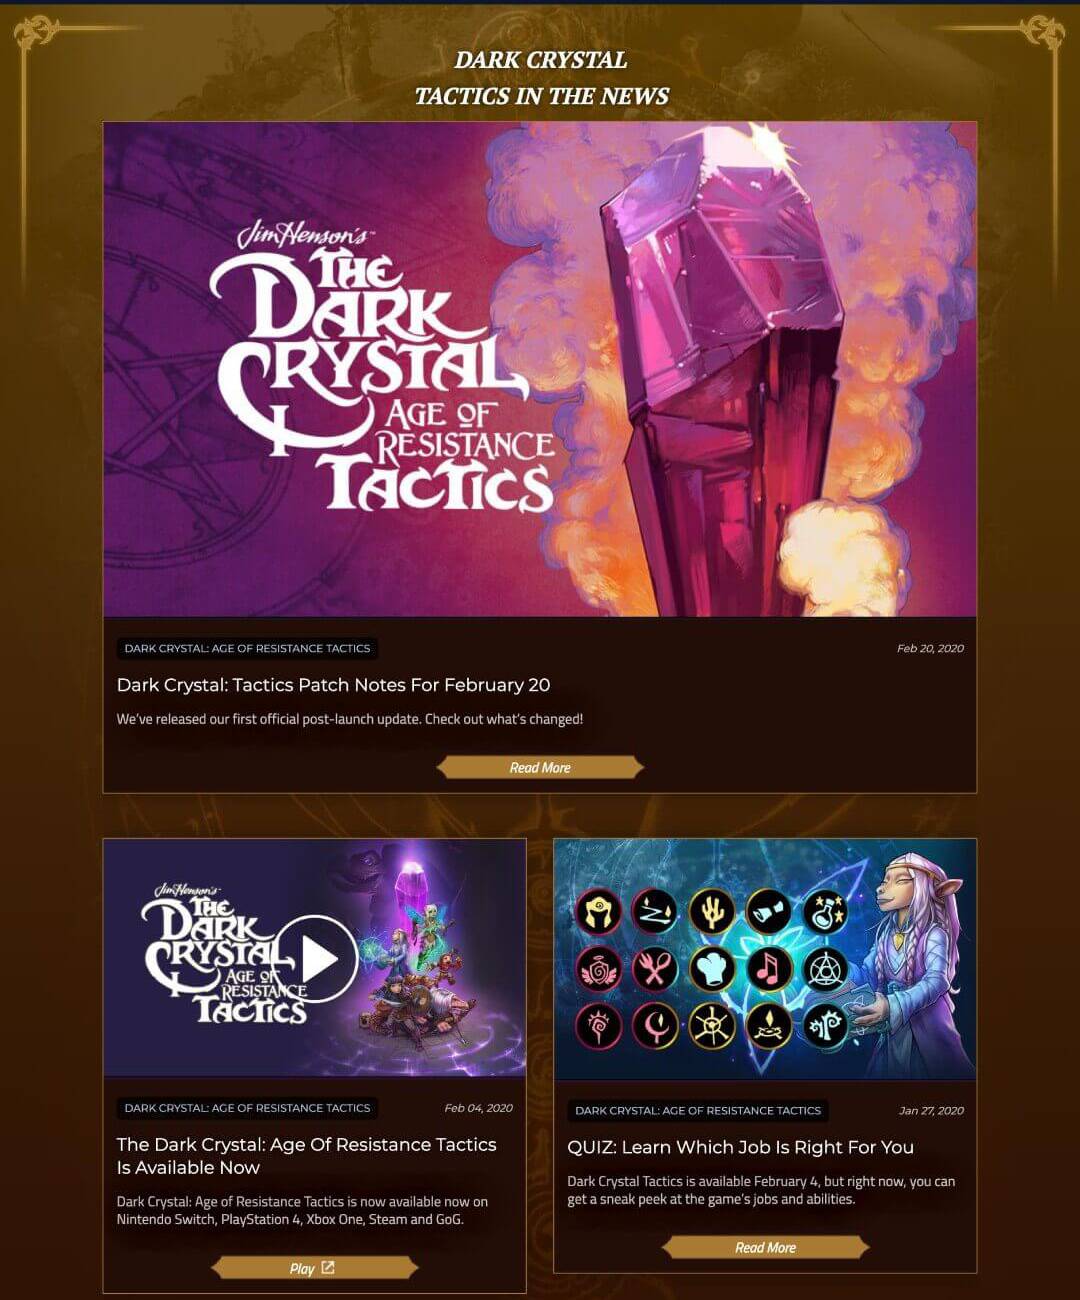 DARK CRYSTAL
TACTICS IN THE NEWS
Jim Henson's™
THE
DARK
CRYSTAL
AGE OF
RESISTANCE
TACTICS
DARK CRYSTAL: AGE OF RESISTANCE TACTICS
Feb 20, 2020
Dark Crystal: Tactics Patch Notes For February 20
We've released our first official post-launch update. Check out what's changed!
Read More
Jim Henson's
THE
DARK
CRYSTAL
AGE OF
RESISTANCE
TACTICS
DARK CRYSTAL: AGE OF RESISTANCE TACTICS
Feb 04, 2020
The Dark Crystal: Age Of Resistance Tactics
Is Available Now
Dark Crystal: Age of Resistance Tactics is now available now on
Nintendo Switch, PlayStation 4, Xbox One, Steam and GoG.
Play
DARK CRYSTAL: AGE OF RESISTANCE TACTICS
Jan 27, 2020
QUIZ: Learn Which Job Is Right For You
Dark Crystal Tactics is available February 4, but right now, you can
get a sneak peek at the game's jobs and abilities.
Read More